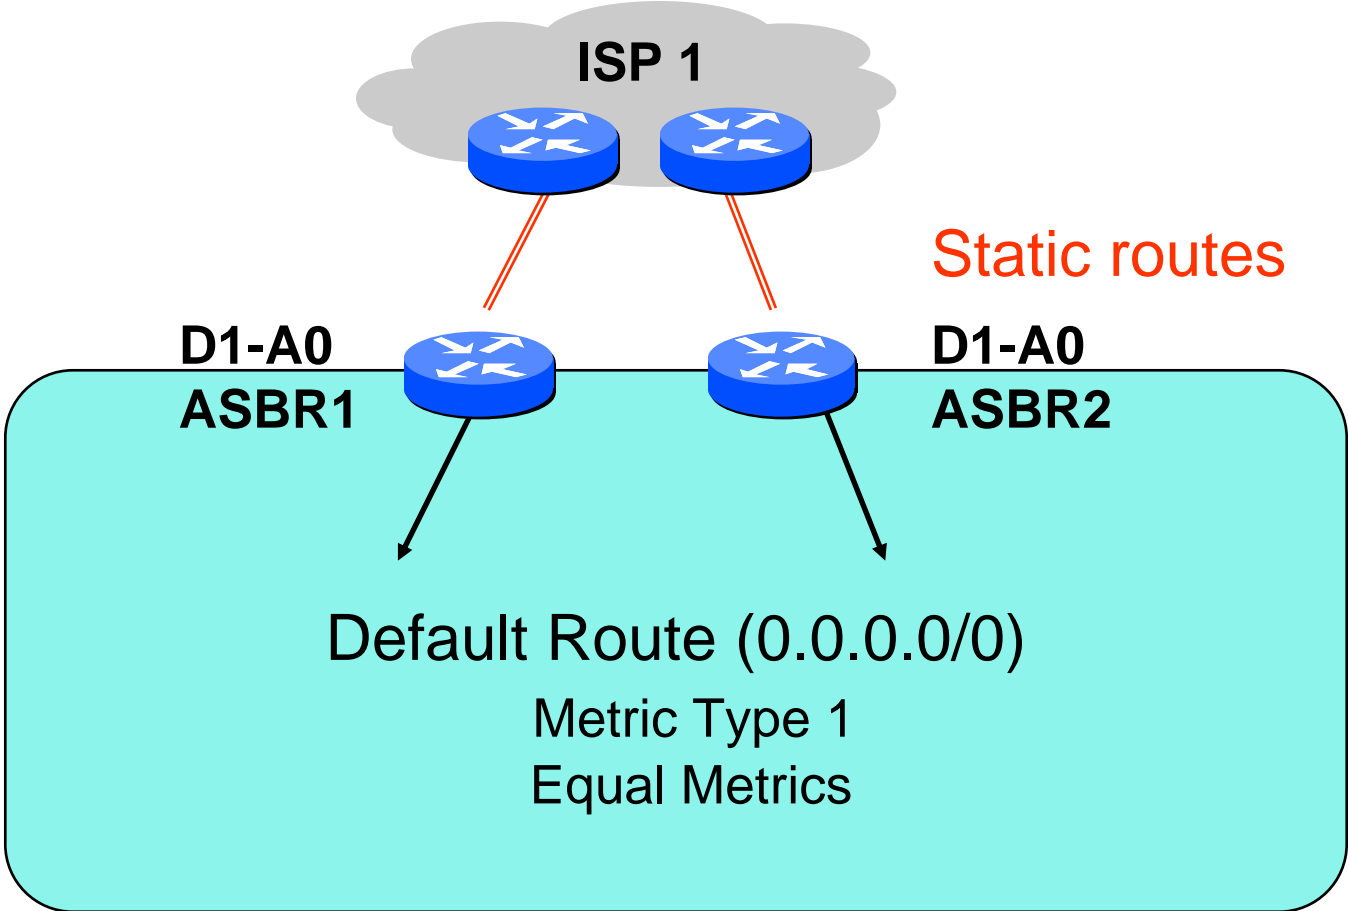 ISP 1
Static routes
D1-A0
ASBR1
D1-A0
ASBR2
Default Route (0.0.0.0/0)
Metric Type 1
Equal Metrics